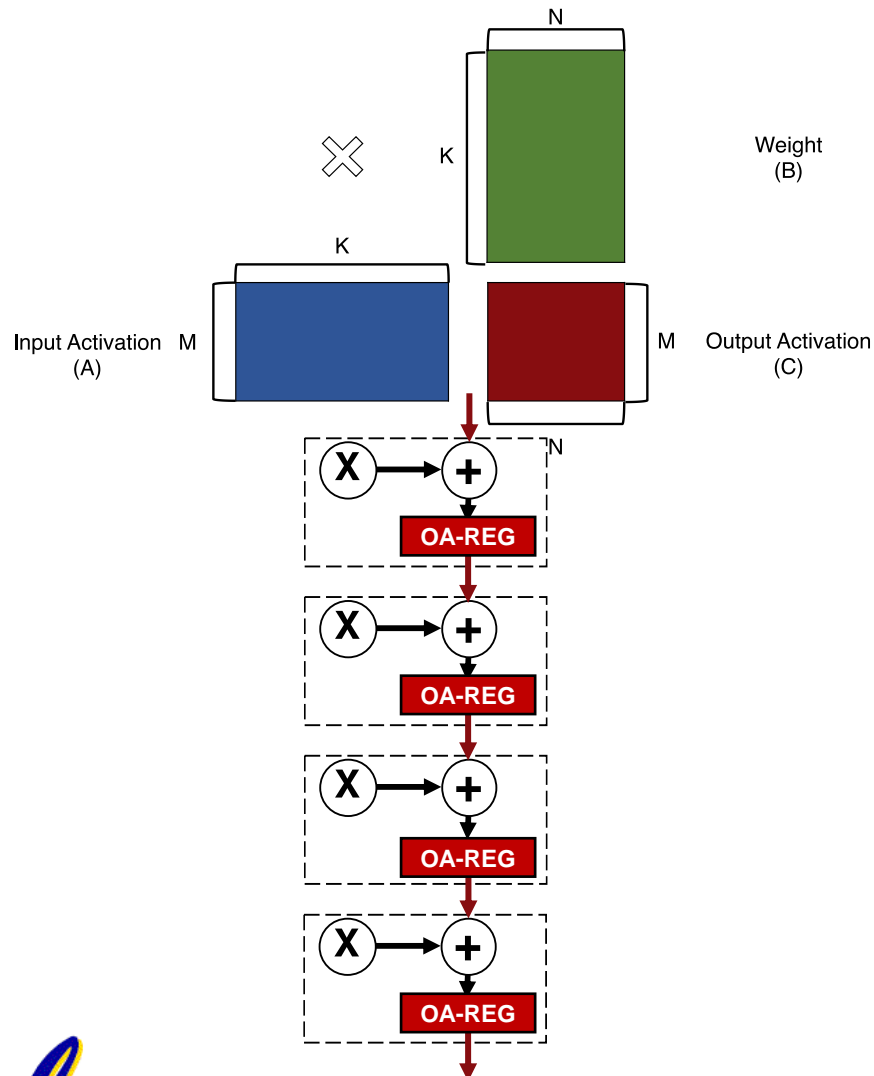 N
K
Weight
(B)
K
Input Activation
(A)
M
M
Output Activation
(C)
N
X
+
OA-REG
X
+
OA-REG
X
+
OA-REG
X
+
OA-REG